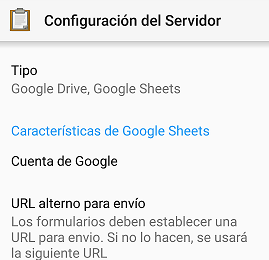 Configuración del Servidor
Tipo
Google Drive, Google Sheets
Características de Google Sheets
Cuenta de Google
URL alterno para envío
Los formularios deben establecer una
URL para envio. Si no lo hacen, se usará
la siguiente URL